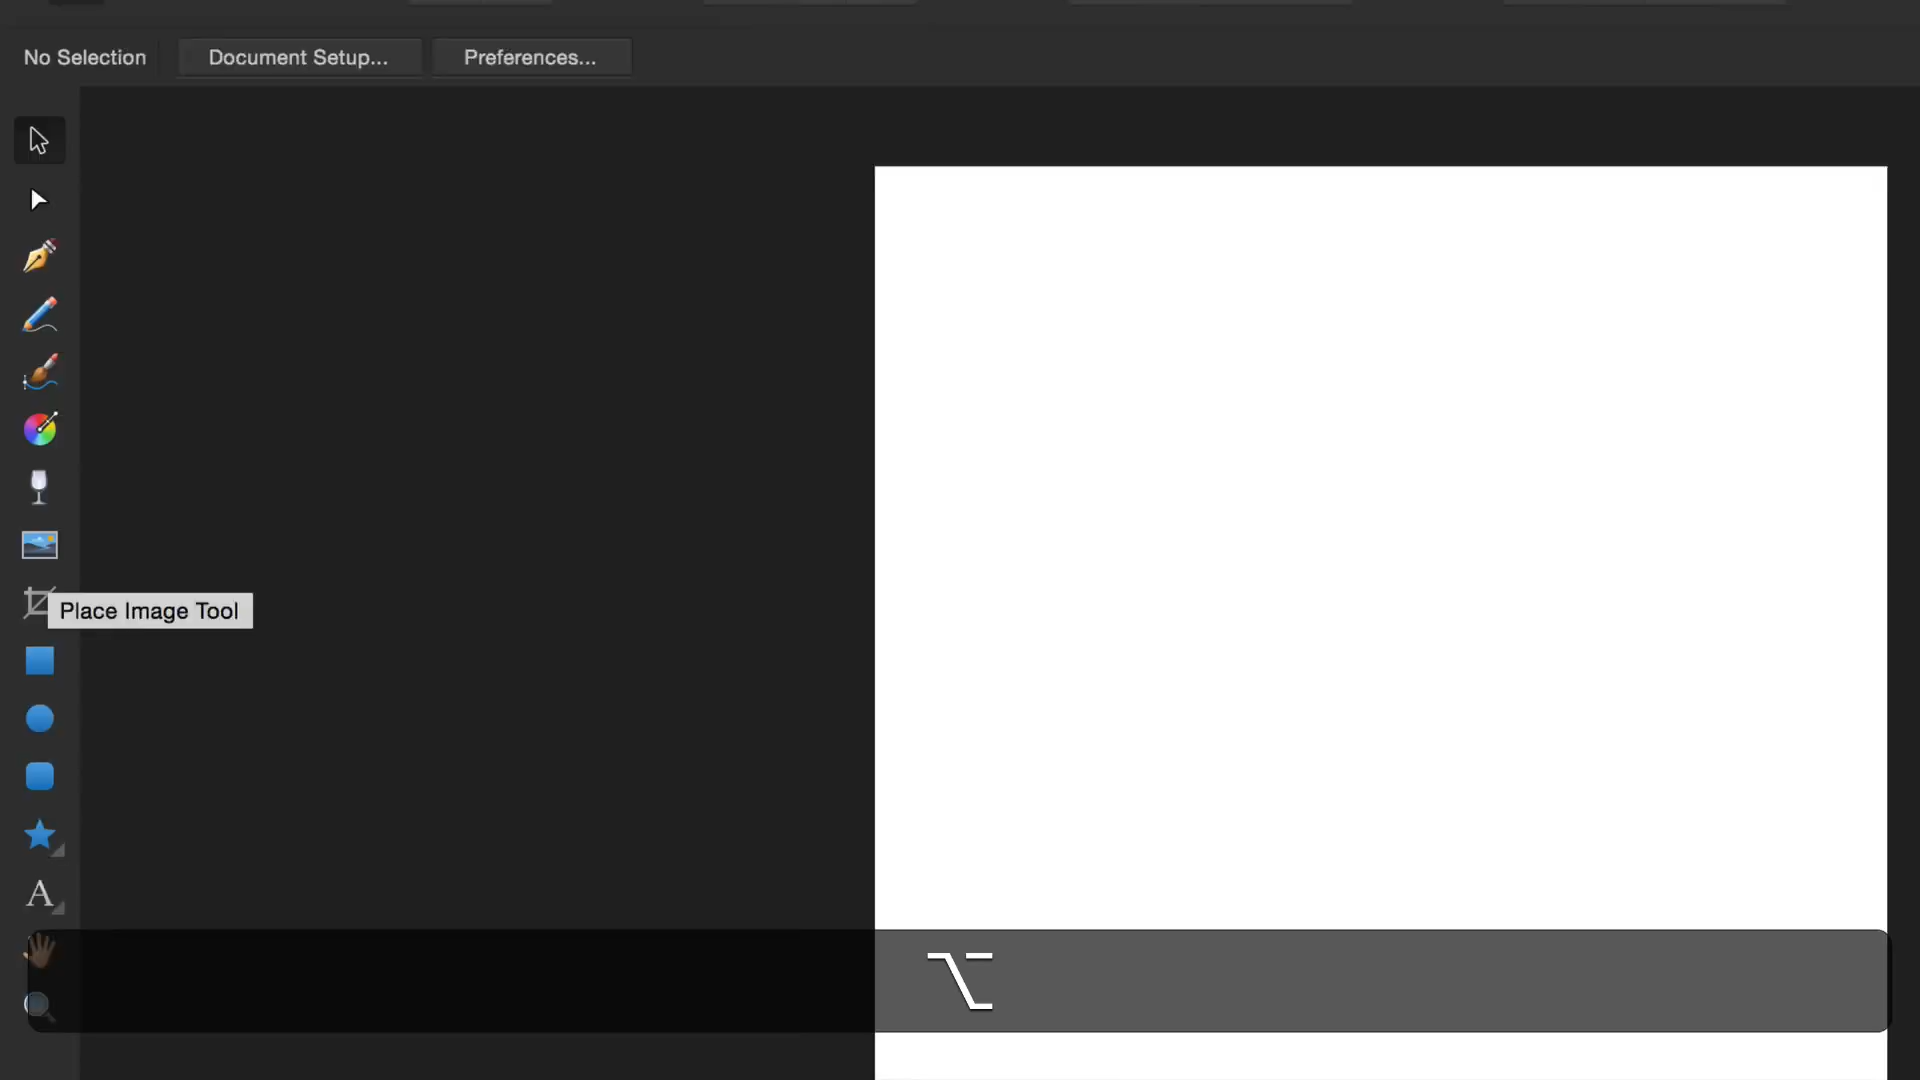 No Selection
Document Setup...
Preferences...
Place Image Tool
A
⌥